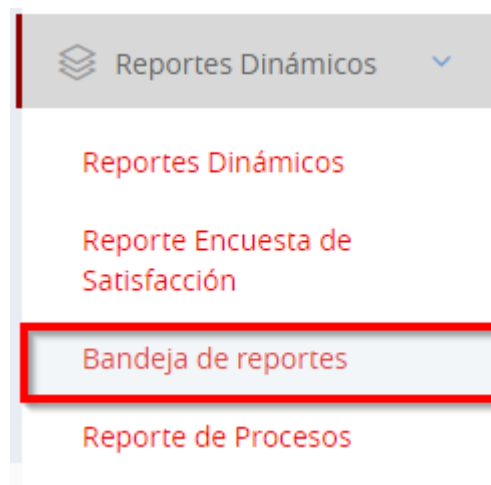 Reportes Dinámicos
Reportes Dinámicos
Reporte Encuesta de
Satisfacción
Bandeja de reportes
Reporte de Procesos